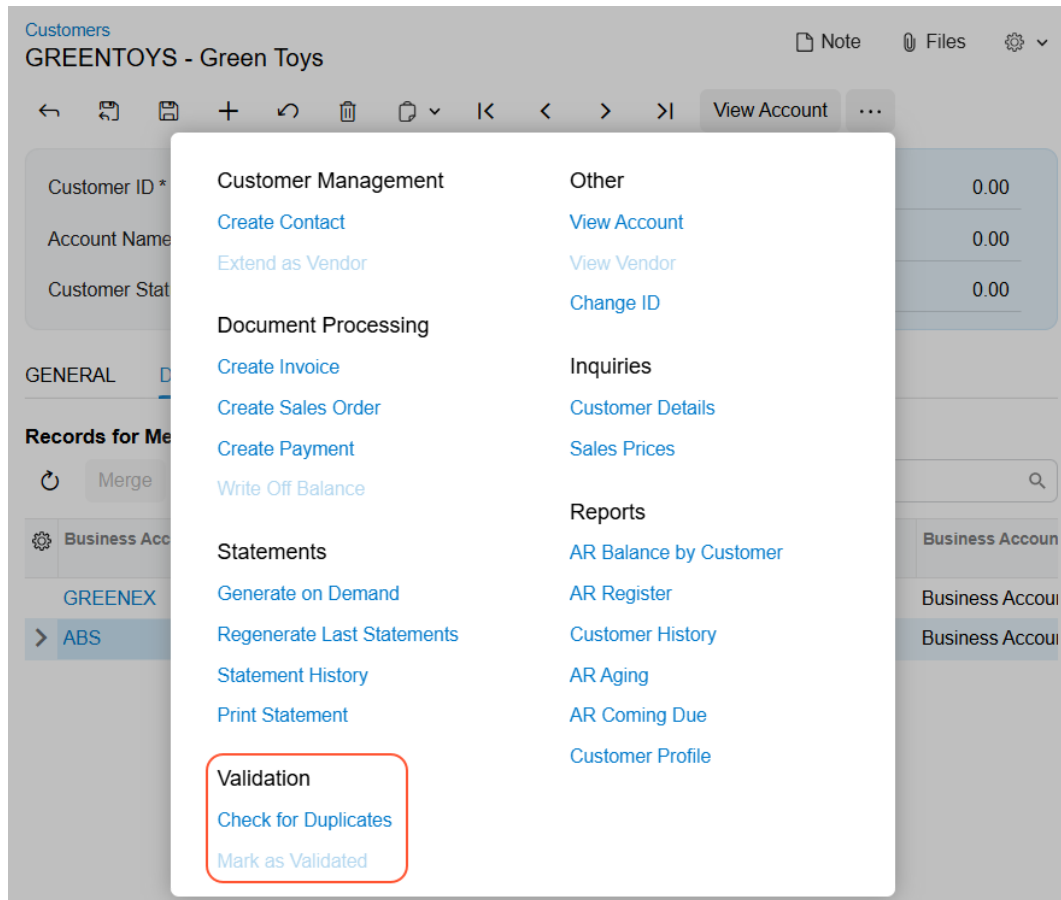 Customers
GREENTOYS - Green Toys
Note
Files
View Account
Customer ID *
0.00
Account Name
0.00
Customer Stat
0.00
Customer Management
Create Contact
Extend as Vendor
Document Processing
Create Invoice
Create Sales Order
Create Payment
Write Off Balance
Statements
Generate on Demand
Regenerate Last Statements
Statement History
Print Statement
Validation
Check for Duplicates
Mark as Validated
Other
View Account
View Vendor
Change ID
Inquiries
Customer Details
Sales Prices
Reports
AR Balance by Customer
AR Register
Customer History
AR Aging
AR Coming Due
Customer Profile
GENERAL D
Records for Me
Merge
Business Acc
Business Accoun
GREENEX
Business Accou
ABS
Business Accou